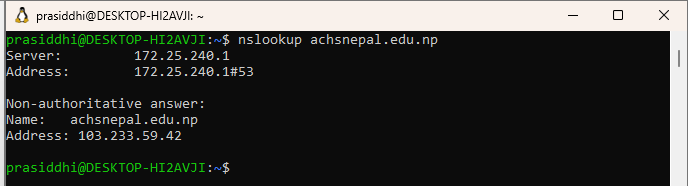 prasiddhi@DESKTOP-HI2AVJI: ~
prasiddhi@DESKTOP-HI2AVJI:~$ nslookup achsnepal.edu.np
Server:         172.25.240.1
Address:        172.25.240.1#53
Non-authoritative answer:
Name:   achsnepal.edu.np
Address: 103.233.59.42
prasiddhi@DESKTOP-HI2AVJI:~$